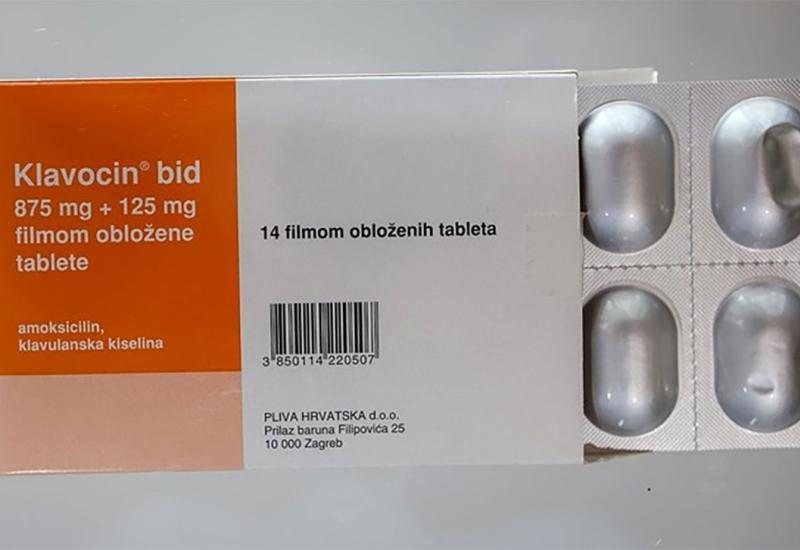 Klavocin® bid
875 mg + 125 mg
filmom obložene
tablete
amoksicilin,
klavulanska kiselina
14 filmom obloženih tableta
3 850114 220507
PLIVA HRVATSKA d.o.o.
Prilaz baruna Filipovića 25
10 000 Zagreb